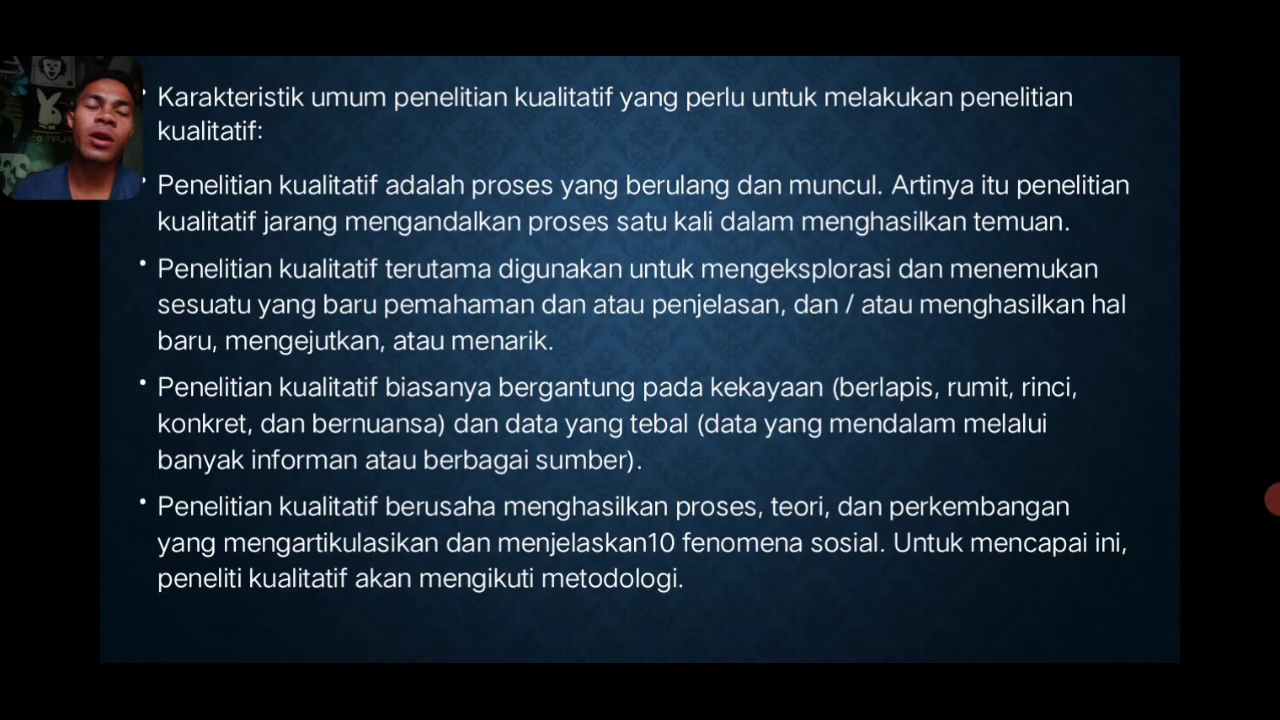 Karakteristik umum penelitian kualitatif yang perlu untuk melakukan penelitian
kualitatif:
Penelitian kualitatif adalah proses yang berulang dan muncul. Artinya itu penelitian
kualitatif jarang mengandalkan proses satu kali dalam menghasilkan temuan.
Penelitian kualitatif terutama digunakan untuk mengeksplorasi dan menemukan
sesuatu yang baru pemahaman dan atau penjelasan, dan / atau menghasilkan hal
baru, mengejutkan, atau menarik.
Penelitian kualitatif biasanya bergantung pada kekayaan (berlapis, rumit, rinci,
konkret, dan bernuansa) dan data yang tebal (data yang mendalam melalui
banyak informan atau berbagai sumber).
Penelitian kualitatif berusaha menghasilkan proses, teori, dan perkembangan
yang mengartikulasikan dan menjelaskan10 fenomena sosial. Untuk mencapai ini,
peneliti kualitatif akan mengikuti metodologi.